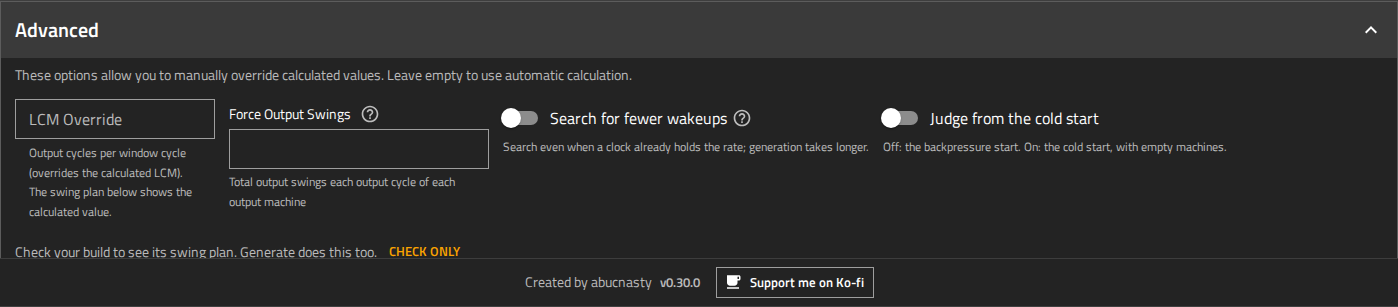 Advanced
These options allow you to manually override calculated values. Leave empty to use automatic calculation.
LCM Override
Output cycles per window cycle
(overrides the calculated LCM).
The swing plan below shows the
calculated value.
Force Output Swings ?
Total output swings each output cycle of each
output machine
Search for fewer wakeups ?
Search even when a clock already holds the rate; generation takes longer.
Judge from the cold start
Off: the backpressure start. On: the cold start, with empty machines.
Check your build to see its swing plan. Generate does this too. CHECK ONLY
Created by abucnasty v0.30.0 Support me on Ko-fi